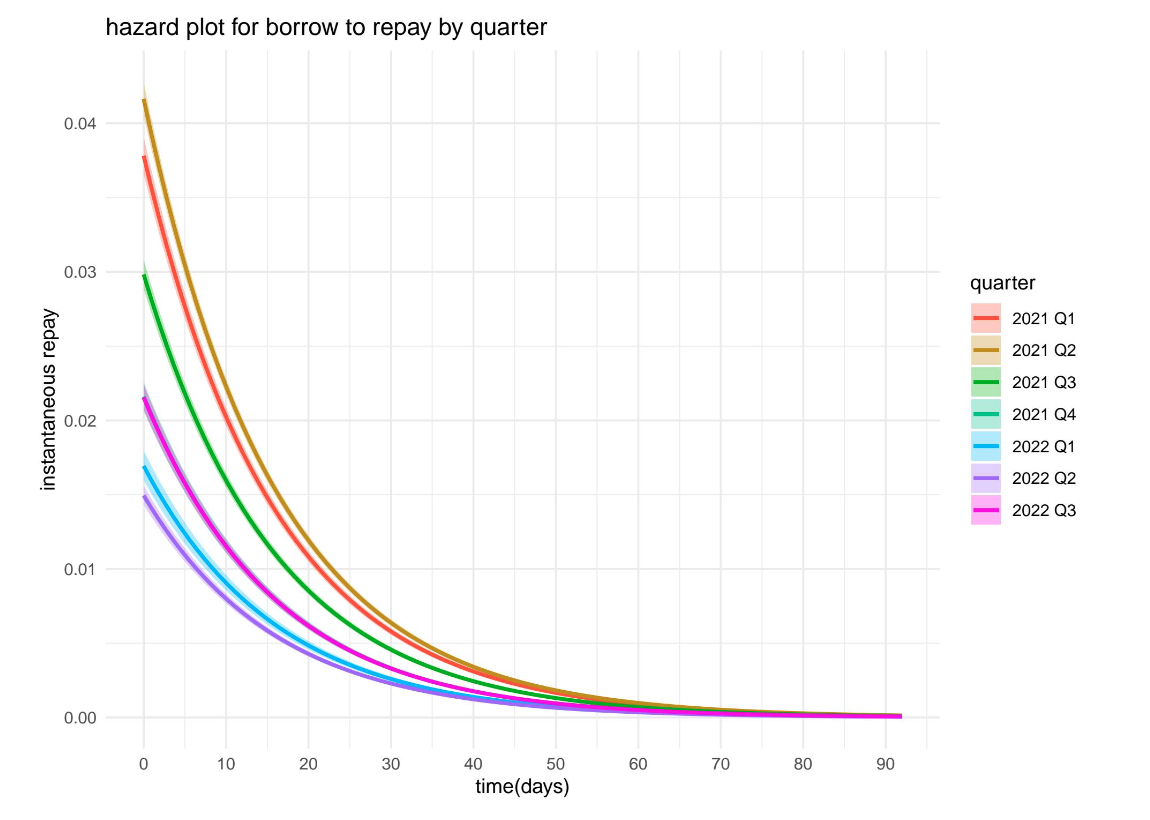 hazard plot for borrow to repay by quarter
instantaneous repay
0.04
0.03
0.02
0.01
0.00
0 10 20 30 40 50 60 70 80 90
time(days)
quarter
2021 Q1
2021 Q2
2021 Q3
2021 Q4
2022 Q1
2022 Q2
2022 Q3